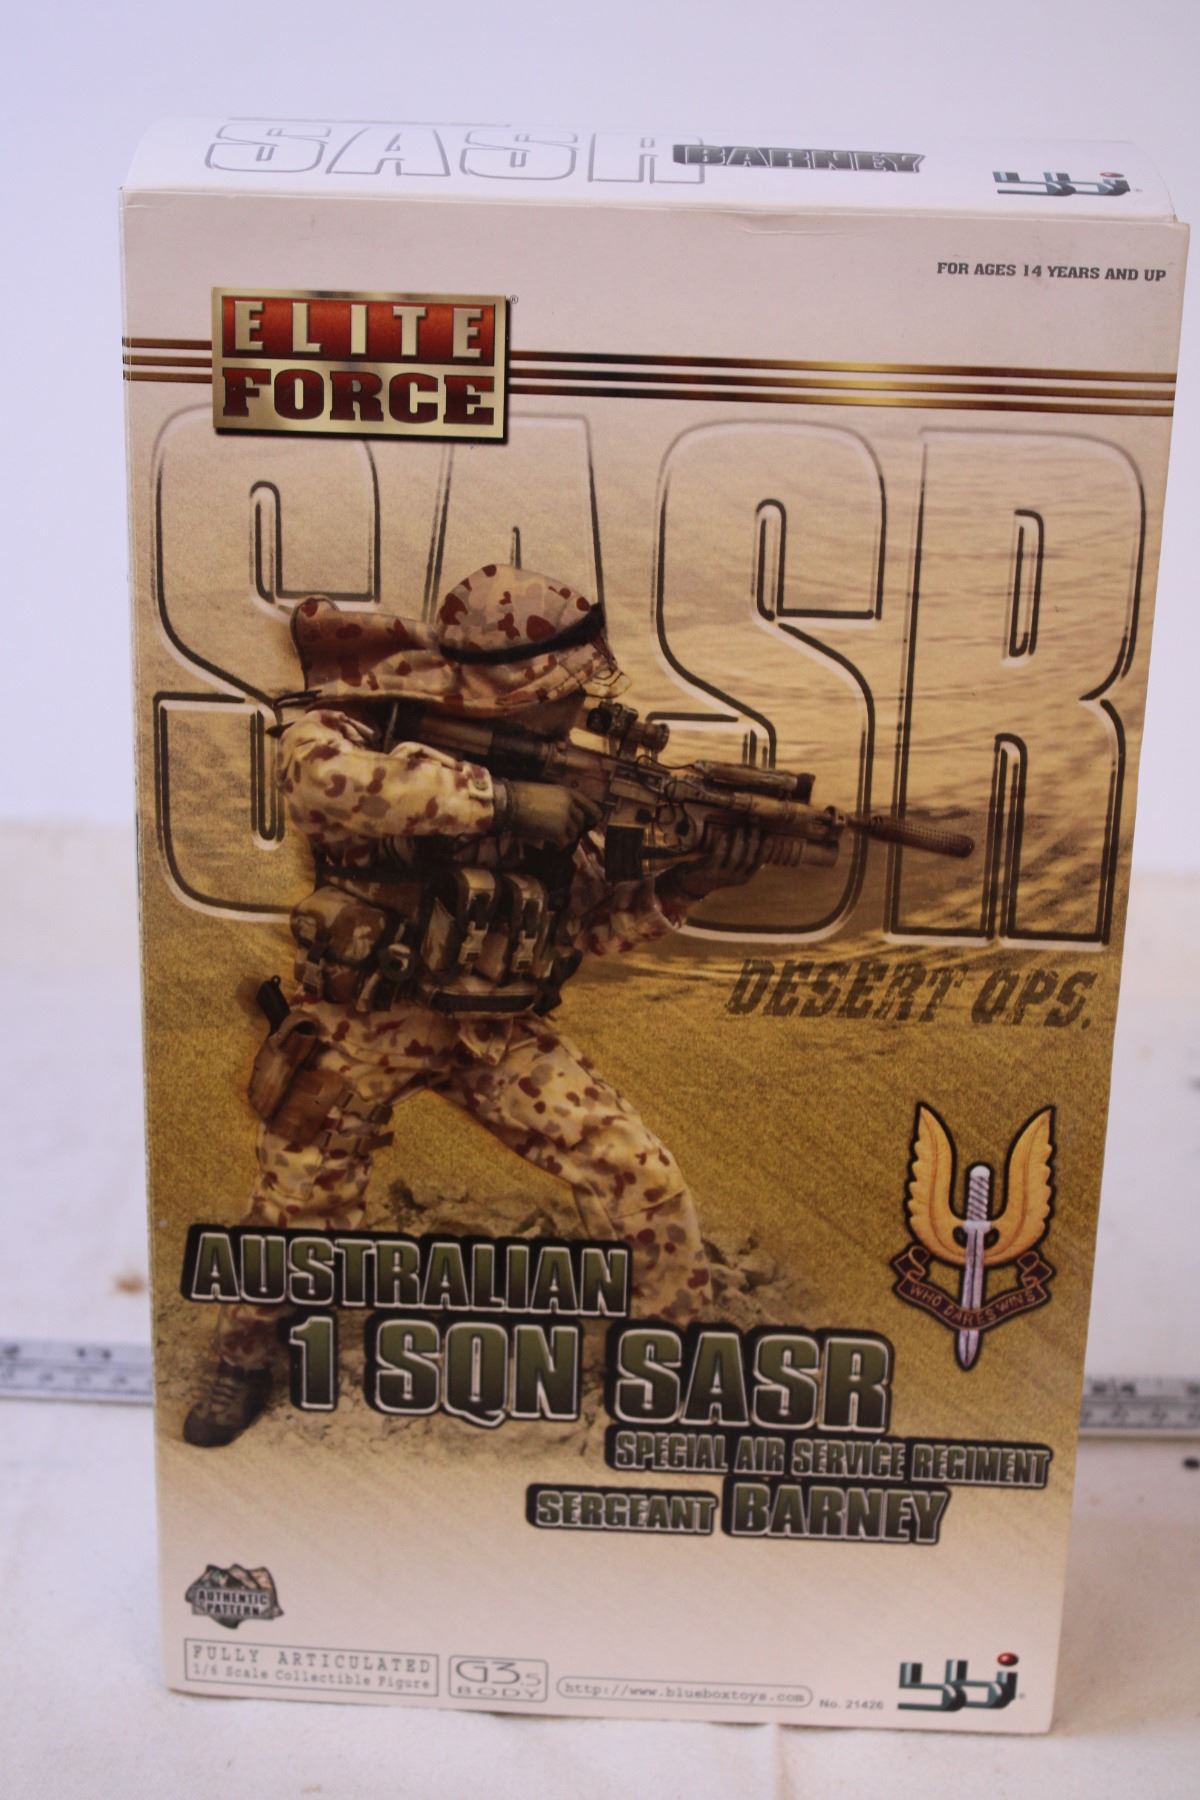 SASR BARNEY bbi
FOR AGES 14 YEARS AND UP
ELITE ®
FORCE
SASR
DESERT OPS.
WHO DARES WINS
AUSTRALIAN
1 SQN SASR
SPECIAL AIR SERVICE REGIMENT
SERGEANT BARNEY
AUTHENTIC
PATTERN
FULLY ARTICULATED
1/6 Scale Collectible Figure
G3.5
BODY
http://www.blueboxtoys.com
No. 21426
bbi